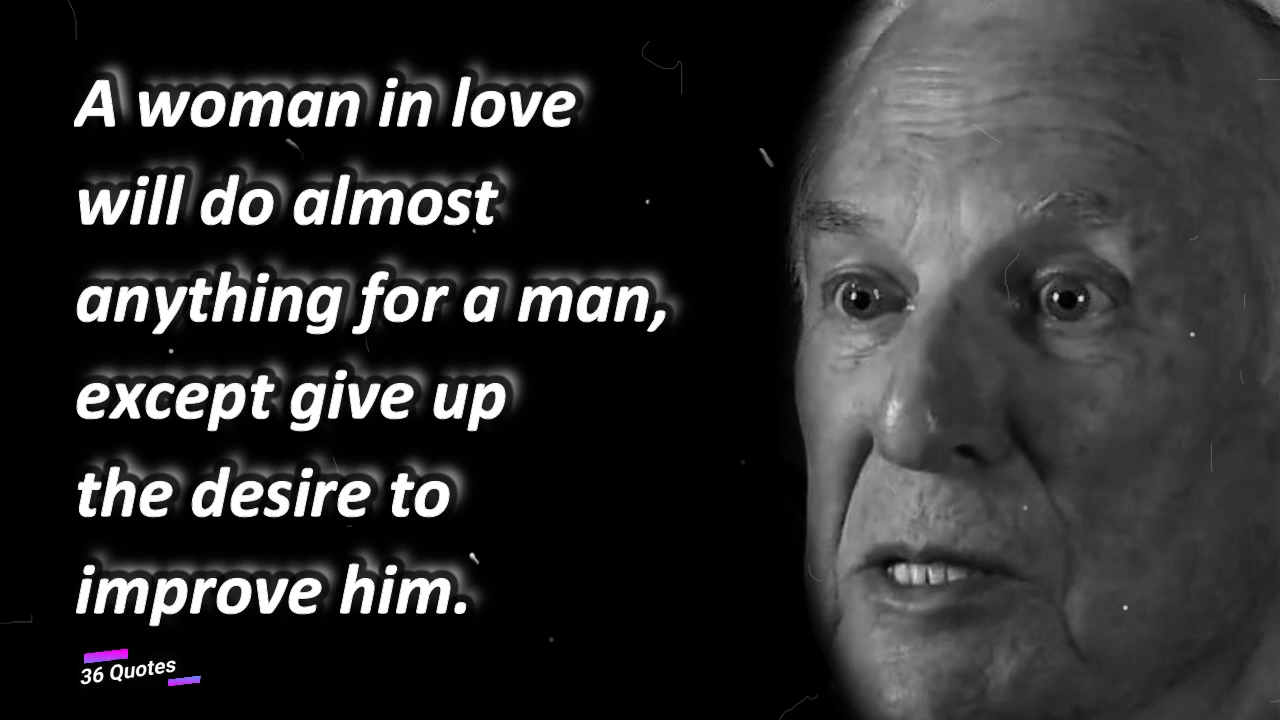 A woman in love
will do almost
anything for a man,
except give up
the desire to
improve him.
36 Quotes